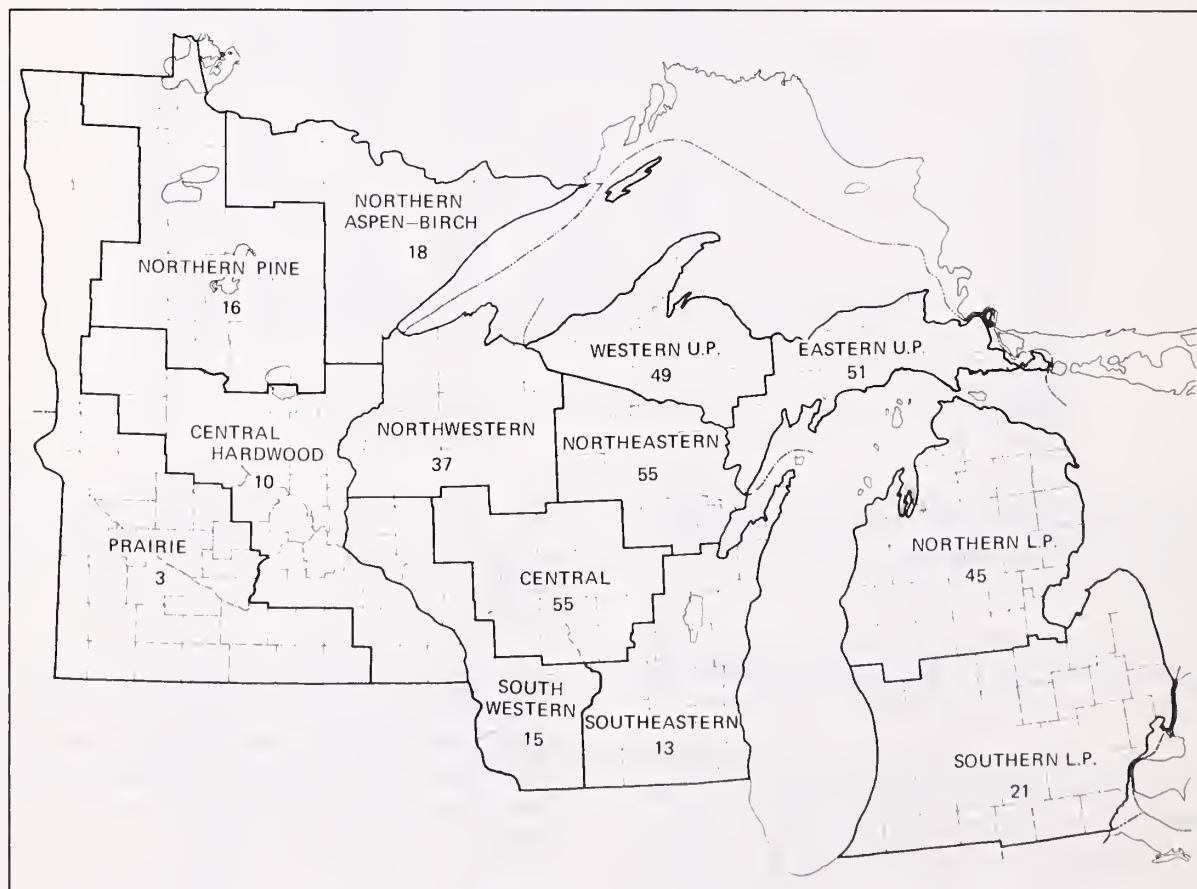 NORTHERN
ASPEN–BIRCH
18
NORTHERN PINE
16
WESTERN U.P.
49
EASTERN U.P.
51
CENTRAL
HARDWOOD
10
NORTHWESTERN
37
NORTHEASTERN
55
PRAIRIE
3
CENTRAL
55
NORTHERN L.P.
45
SOUTH
WESTERN
15
SOUTHEASTERN
13
SOUTHERN L.P.
21